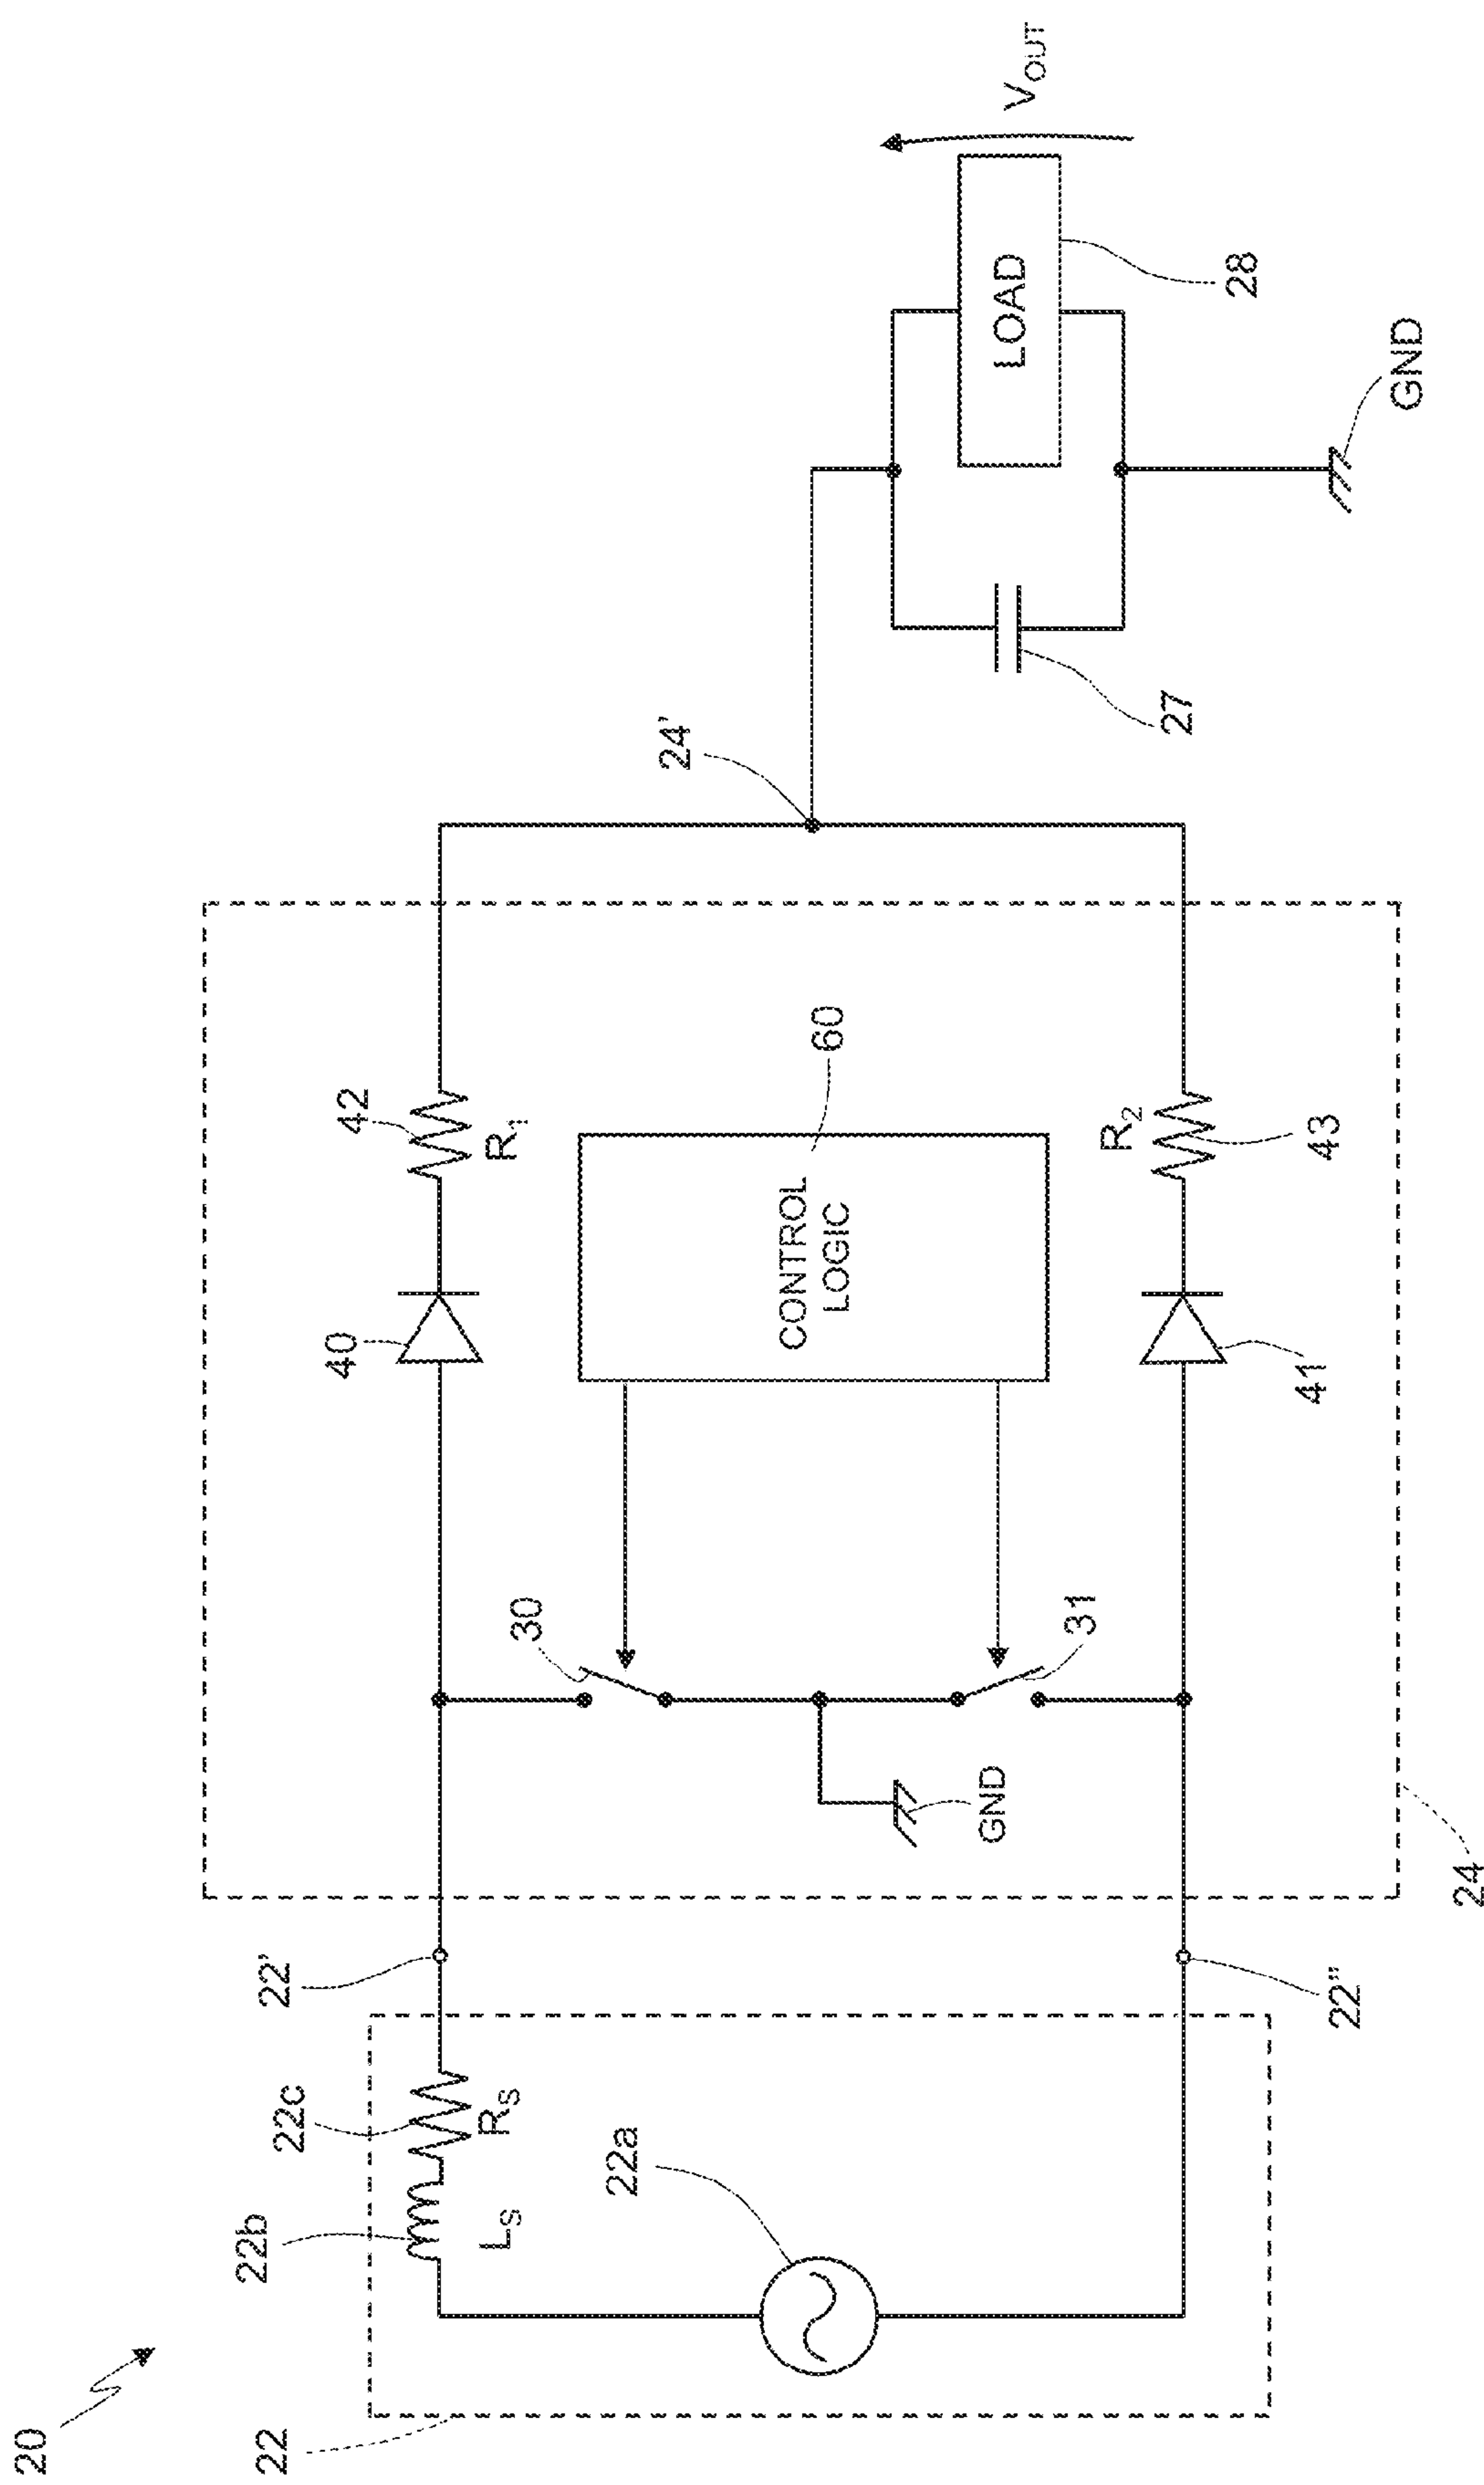 20
22
22b
22c
LS
RS
22a
22'
22"
24
GND
30
31
40
41
42
R1
R2
43
CONTROL
LOGIC
60
24'
27
LOAD
28
VOUT
GND